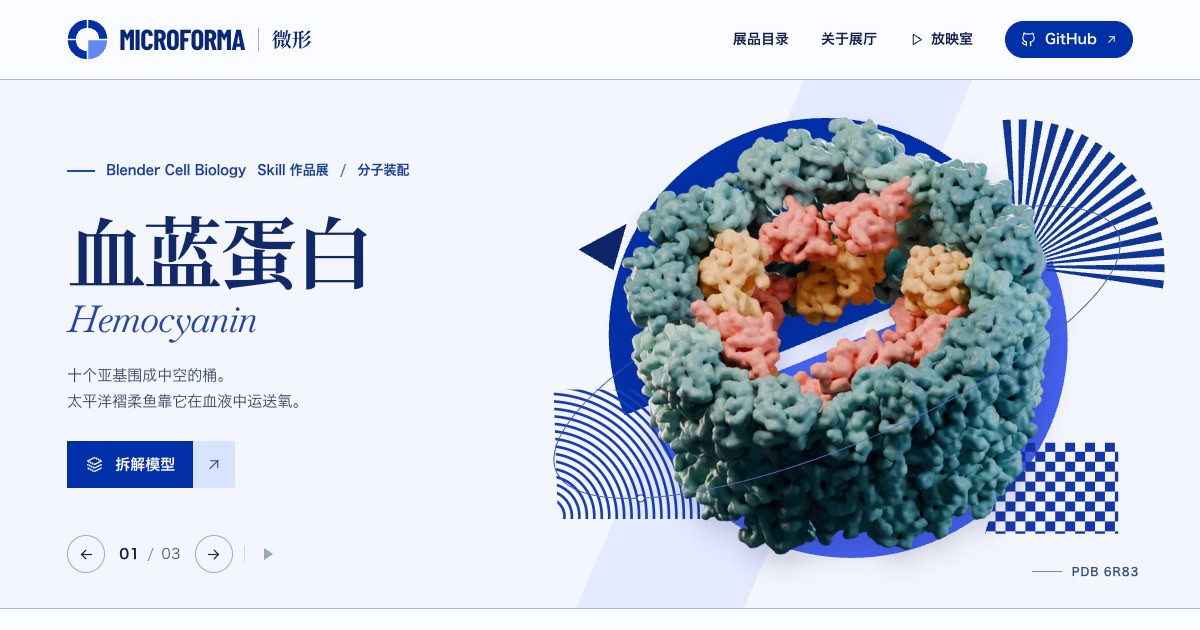 MICROFORMA 微形
展品目录 关于展厅 放映室 GitHub
Blender Cell Biology Skill 作品展 / 分子装配
血蓝蛋白
Hemocyanin
十个亚基围成中空的桶。
太平洋褶柔鱼靠它在血液中运送氧。
拆解模型
01 / 03
PDB 6R83